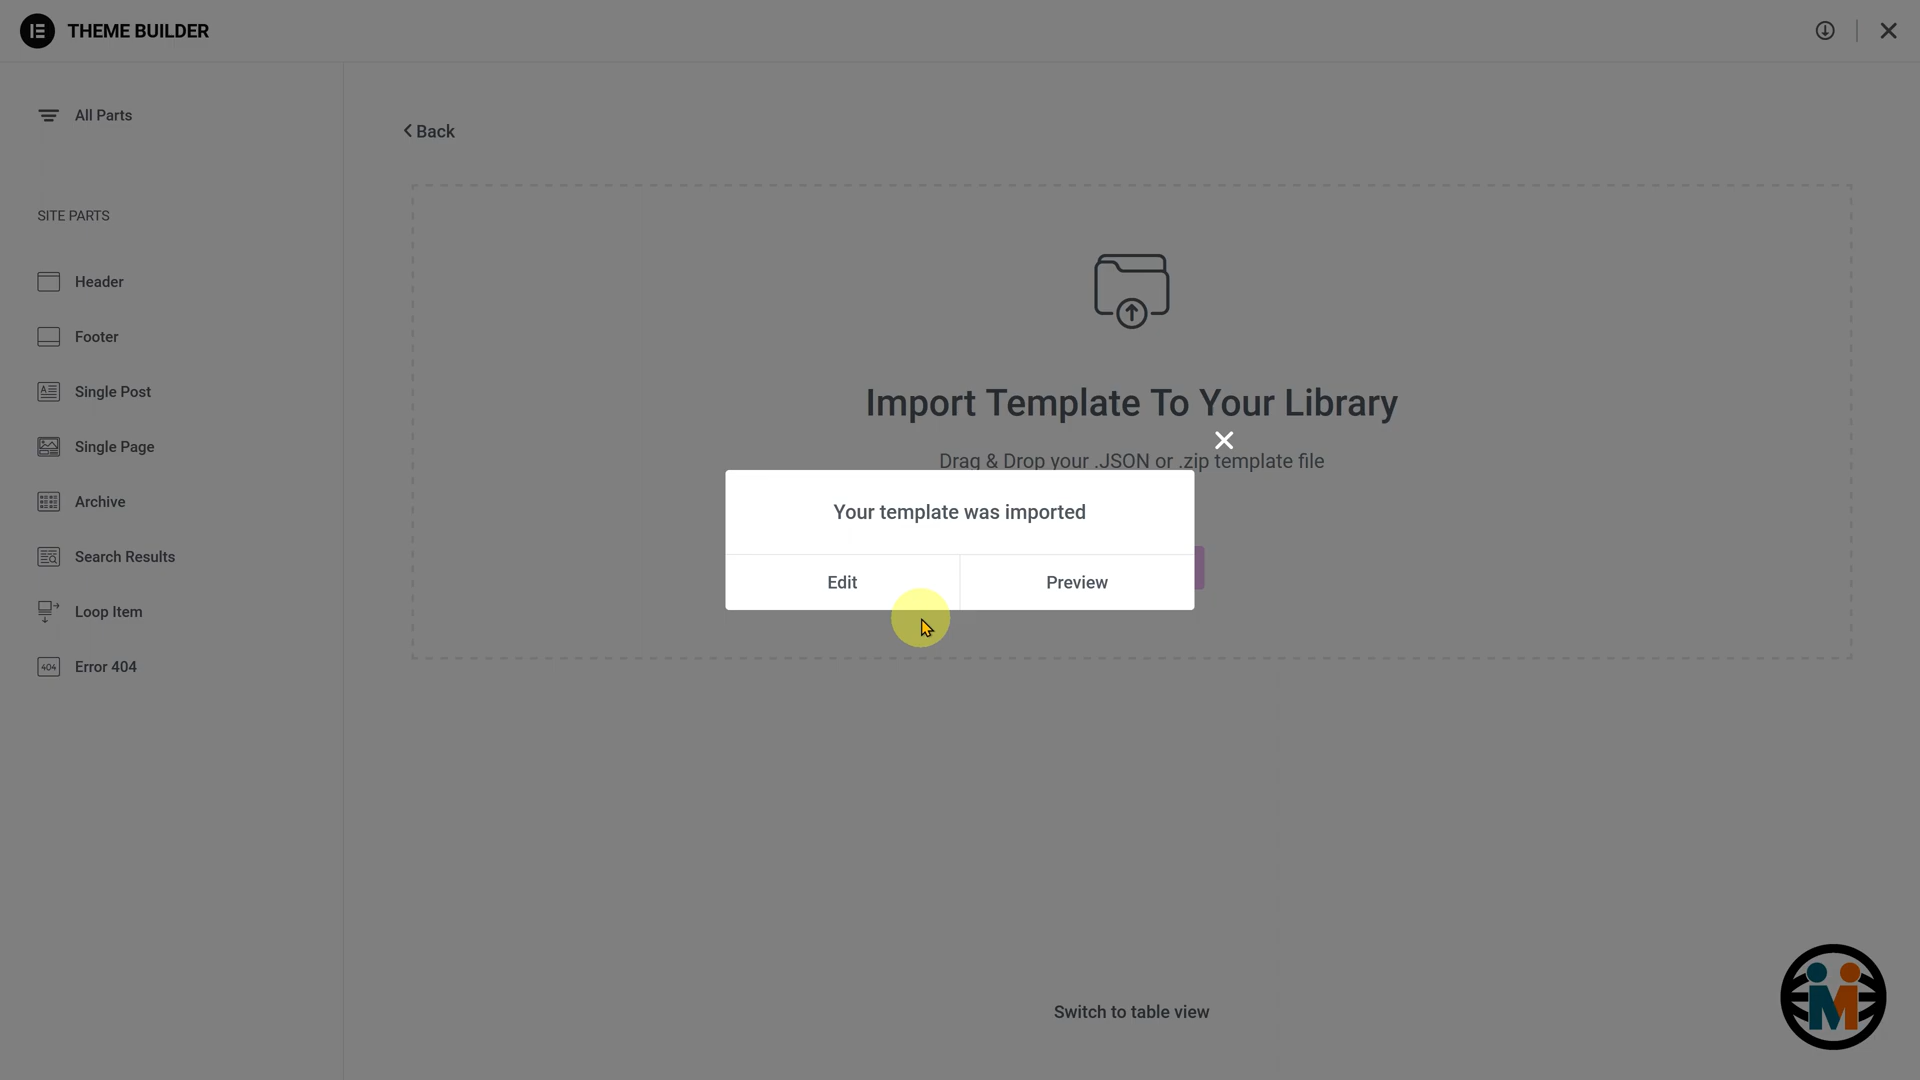 THEME BUILDER
All Parts
Back
SITE PARTS
Header
Footer
Single Post
Single Page
Archive
Search Results
Loop Item
404 Error 404
Import Template To Your Library
Drag & Drop your .JSON or .zip template file
Your template was imported
Edit
Preview
Switch to table view